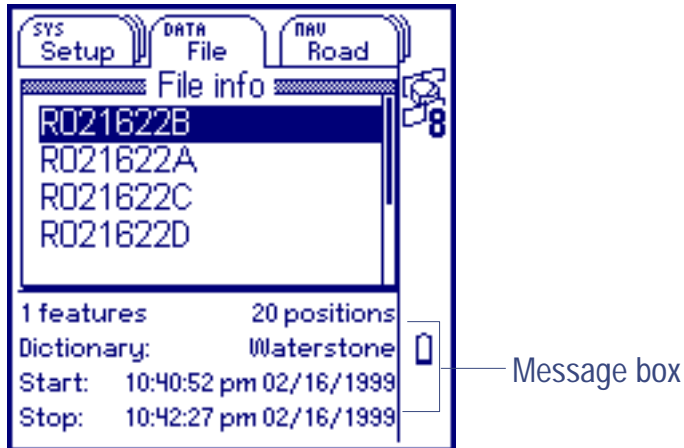 SYS DATA NAV
Setup File Road
File info
8
R021622B
R021622A
R021622C
R021622D
1 features 20 positions
Dictionary: Waterstone
Start: 10:40:52 pm 02/16/1999
Stop: 10:42:27 pm 02/16/1999
Message box